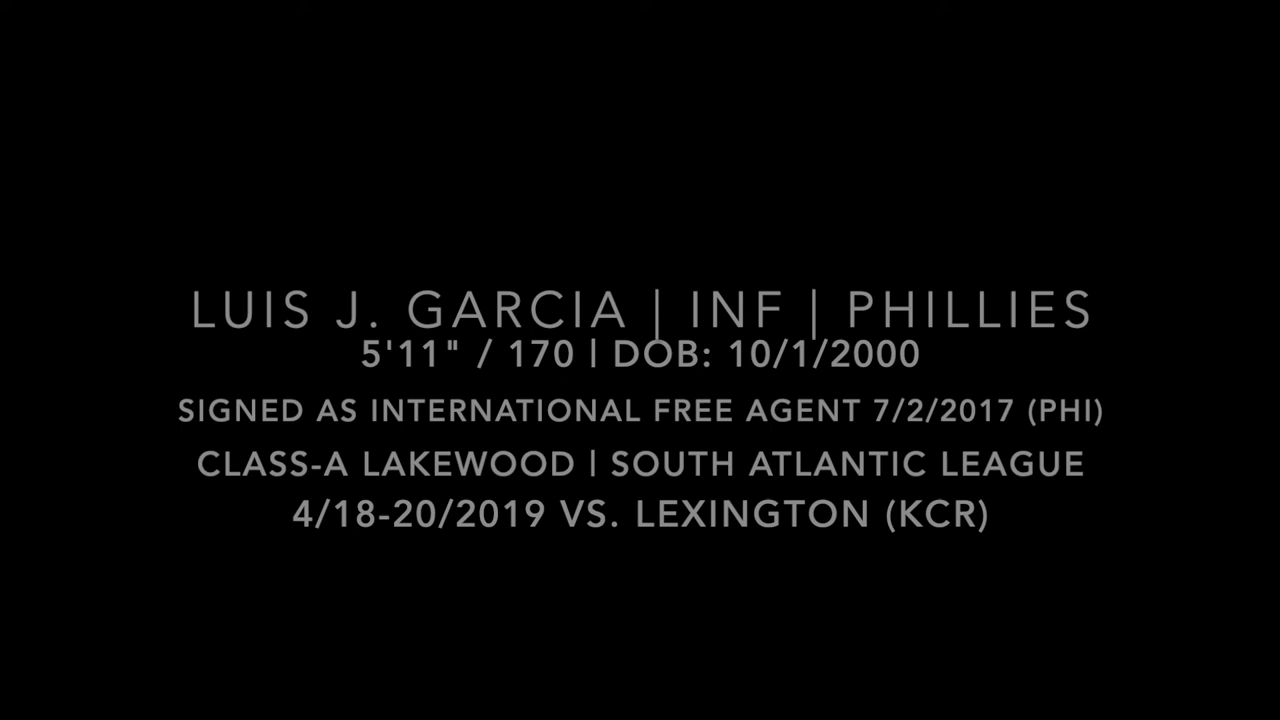 LUIS J. GARCIA | INF | PHILLIES
5'11" / 170 | DOB: 10/1/2000
SIGNED AS INTERNATIONAL FREE AGENT 7/2/2017 (PHI)
CLASS-A LAKEWOOD | SOUTH ATLANTIC LEAGUE
4/18-20/2019 VS. LEXINGTON (KCR)